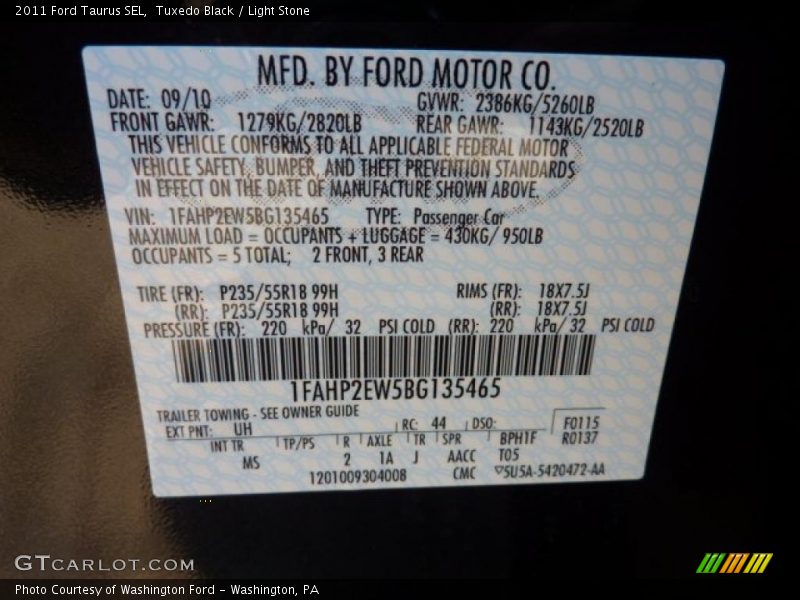 2011 Ford Taurus SEL,  Tuxedo Black / Light Stone
MFD. BY FORD MOTOR CO.
DATE: 09/10 GVWR: 2386KG/5260LB
FRONT GAWR: 1279KG/2820LB REAR GAWR: 1143KG/2520LB
THIS VEHICLE CONFORMS TO ALL APPLICABLE FEDERAL MOTOR
VEHICLE SAFETY, BUMPER, AND THEFT PREVENTION STANDARDS
IN EFFECT ON THE DATE OF MANUFACTURE SHOWN ABOVE.
VIN: 1FAHP2EW5BG135465 TYPE: Passenger Car
MAXIMUM LOAD = OCCUPANTS + LUGGAGE = 430KG/ 950LB
OCCUPANTS = 5 TOTAL; 2 FRONT, 3 REAR
TIRE (FR): P235/55R18 99H RIMS (FR): 18X7.5J
(RR): P235/55R18 99H (RR): 18X7.5J
PRESSURE (FR): 220 kPa/ 32 PSI COLD (RR): 220 kPa/ 32 PSI COLD
1FAHP2EW5BG135465
TRAILER TOWING - SEE OWNER GUIDE
EXT PNT: UH RC: 44 DSO: F0115
INT TR TP/PS R AXLE TR SPR BPH1F R0137
MS 2 1A J AACC T05
1201009304008 CMC SU5A-5420472-AA
GTCARLOT.COM
Photo Courtesy of Washington Ford - Washington, PA